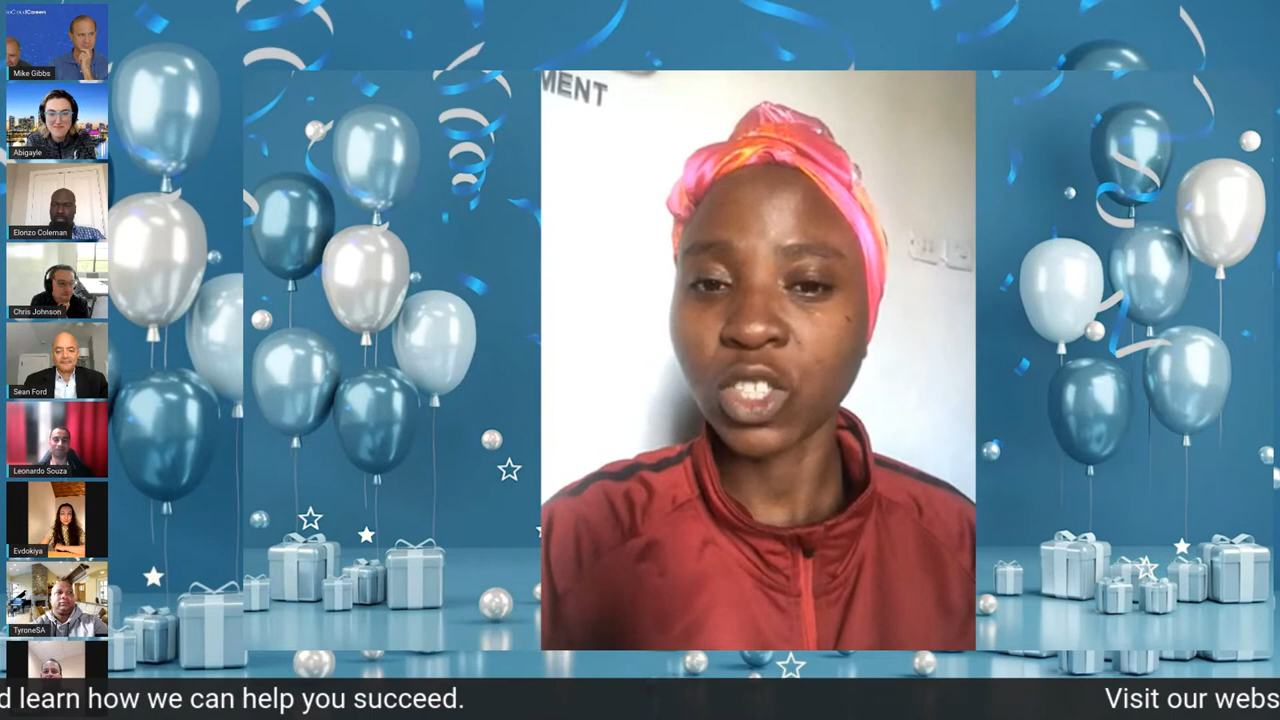 Mike Gibbs
Abigayle
Elonzo Coleman
Chris Johnson
Sean Ford
Leonardo Souza
Evdokiya
TyroneSA
MENT
d learn how we can help you succeed.
Visit our webs